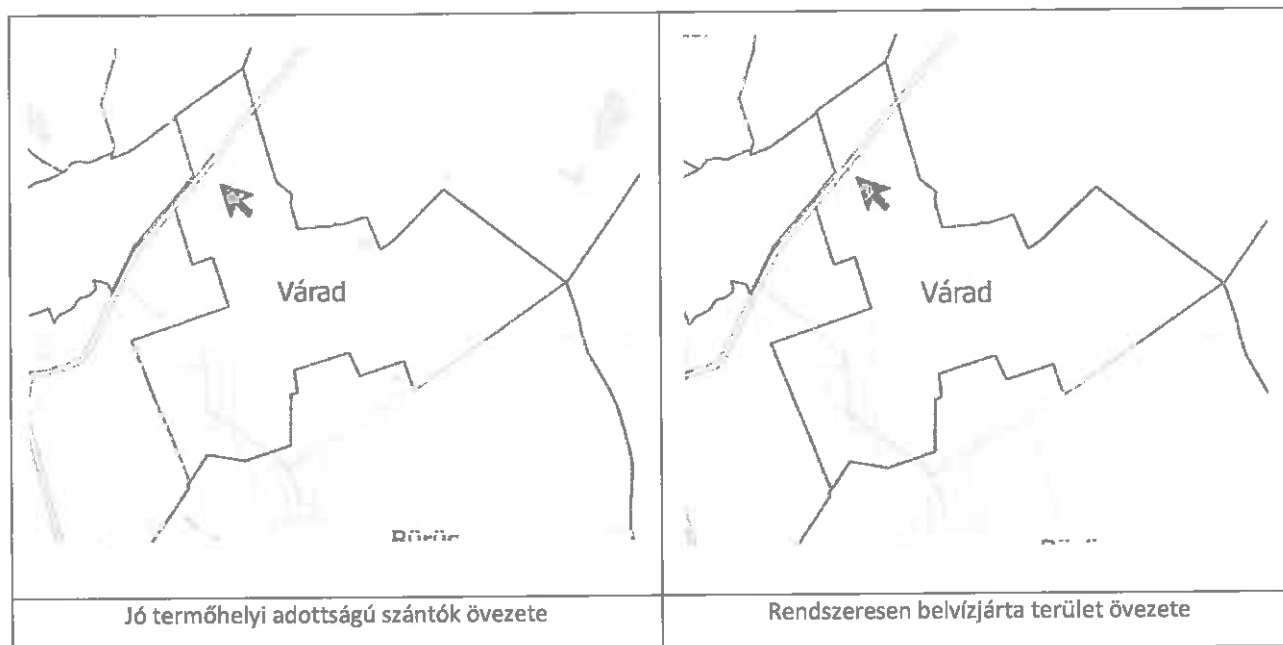 Várad
Várad
Jó termőhelyi adottságú szántók övezete
Rendszeresen belvízjárta terület övezete